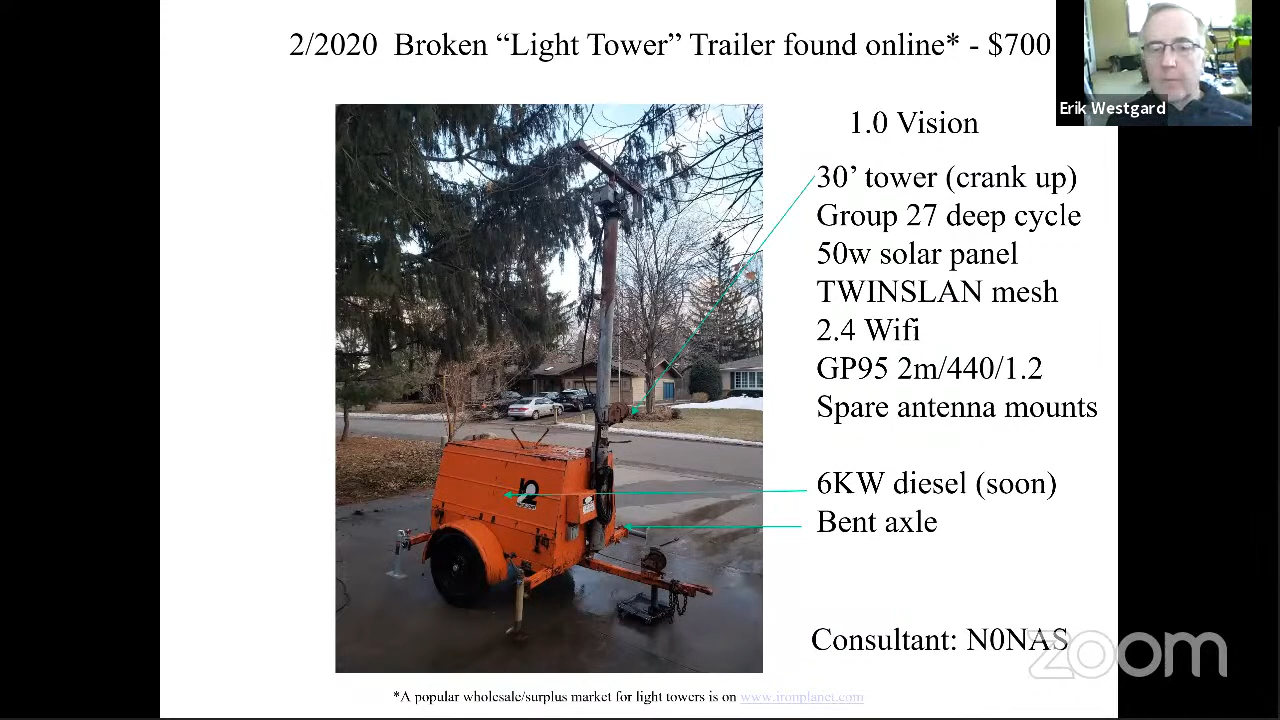 2/2020 Broken “Light Tower” Trailer found online* - $700
Erik Westgard
1.0 Vision
30’ tower (crank up)
Group 27 deep cycle
50w solar panel
TWINSLAN mesh
2.4 Wifi
GP95 2m/440/1.2
Spare antenna mounts
6KW diesel (soon)
Bent axle
Consultant: N0NAS
zoom
*A popular wholesale/surplus market for light towers is on www.ironplanet.com